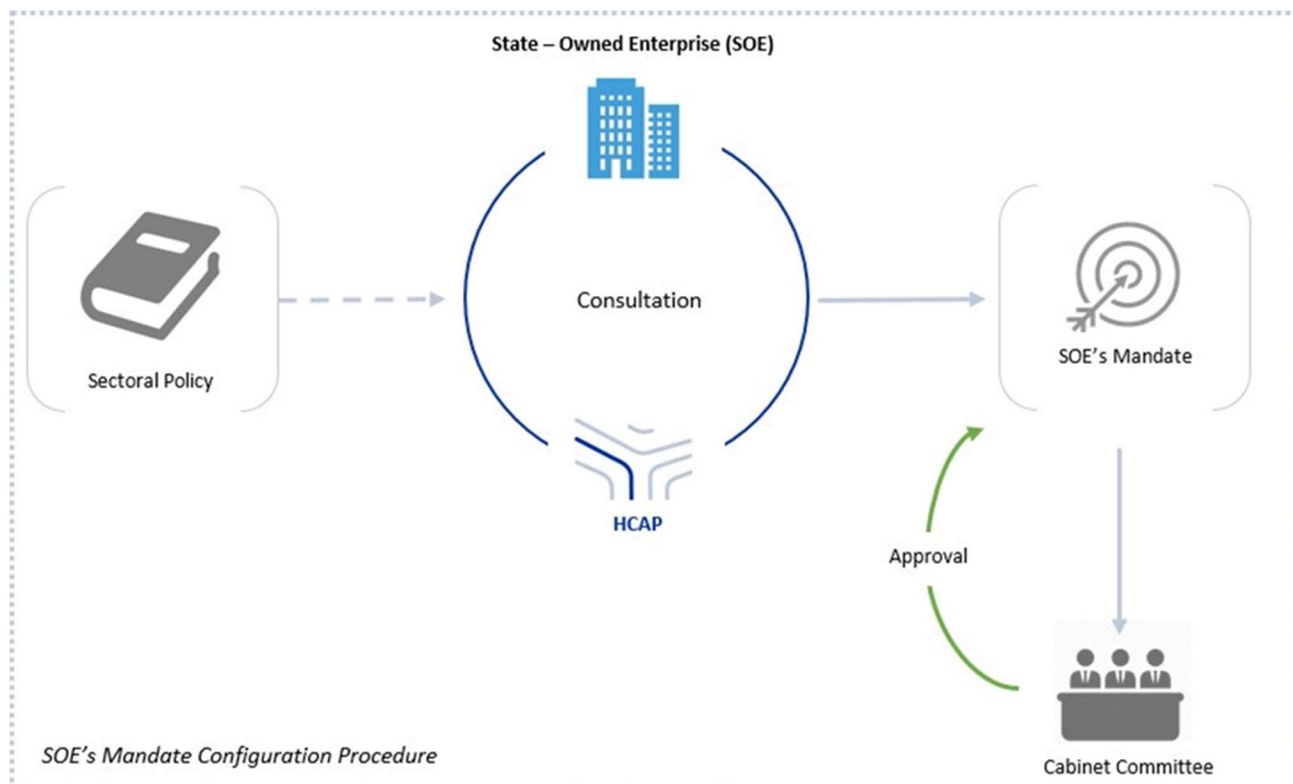 State – Owned Enterprise (SOE)
Consultation
Sectoral Policy
SOE's Mandate
HCAP
Approval
SOE's Mandate Configuration Procedure
Cabinet Committee